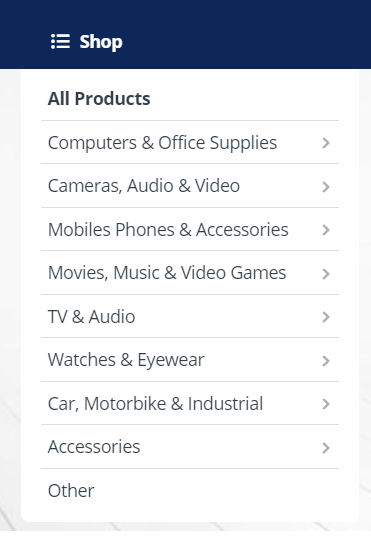 Shop
All Products
Computers & Office Supplies
Cameras, Audio & Video
Mobiles Phones & Accessories
Movies, Music & Video Games
TV & Audio
Watches & Eyewear
Car, Motorbike & Industrial
Accessories
Other